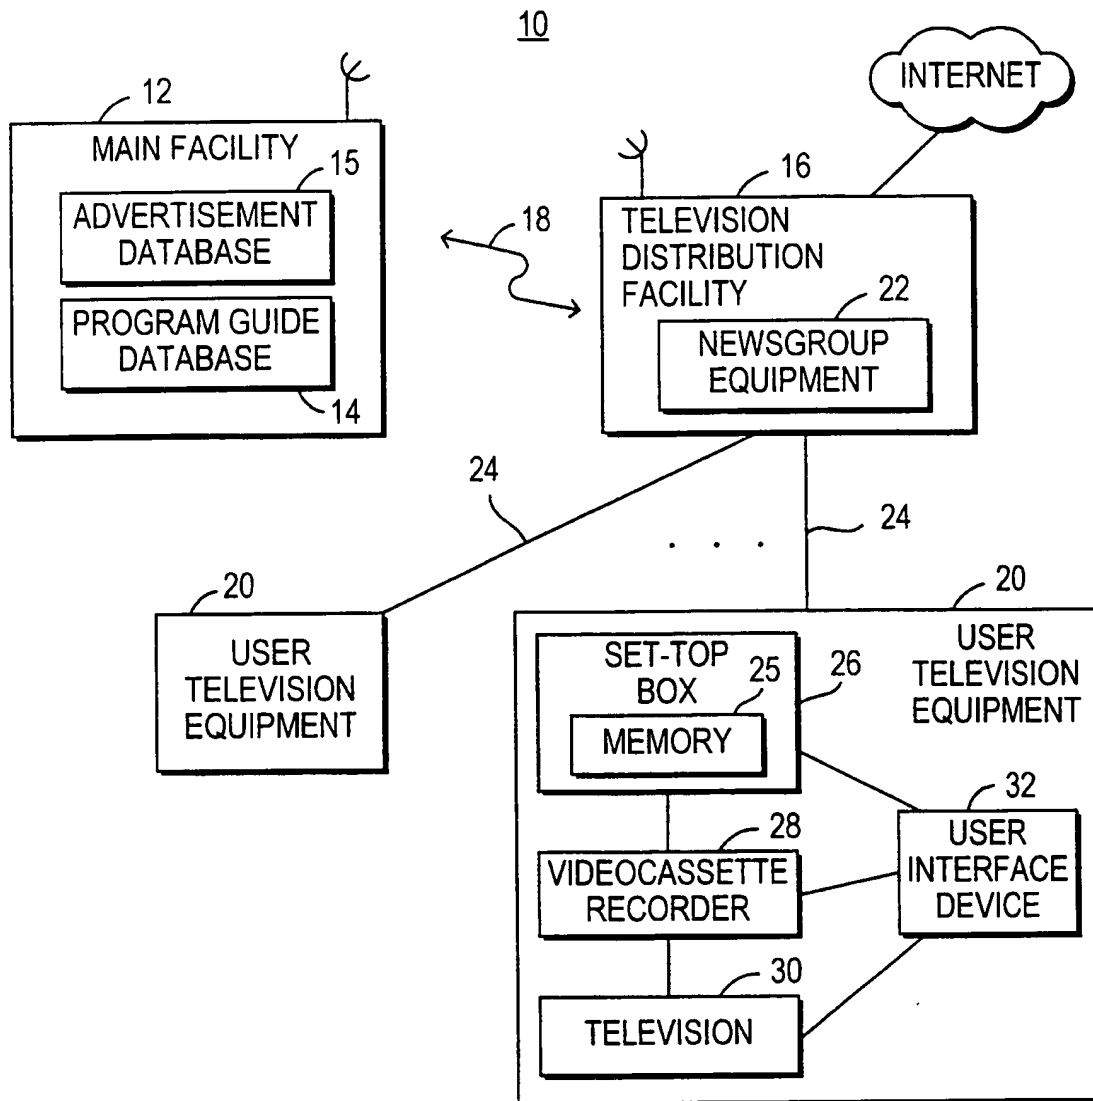 10
INTERNET
12
MAIN FACILITY
15
ADVERTISEMENT
DATABASE
PROGRAM GUIDE
DATABASE
14
18
16
TELEVISION
DISTRIBUTION
FACILITY
22
NEWSGROUP
EQUIPMENT
24
24
20
USER
TELEVISION
EQUIPMENT
20
USER
TELEVISION
EQUIPMENT
SET-TOP
BOX
25
26
MEMORY
28
VIDEOCASSETTE
RECORDER
32
USER
INTERFACE
DEVICE
30
TELEVISION